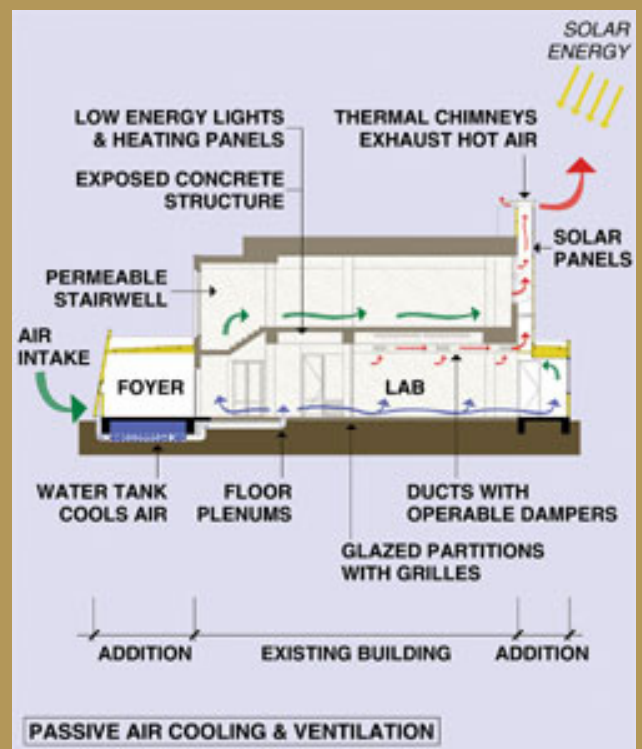 SOLAR
ENERGY
LOW ENERGY LIGHTS
& HEATING PANELS
THERMAL CHIMNEYS
EXHAUST HOT AIR
EXPOSED CONCRETE
STRUCTURE
SOLAR
PANELS
PERMEABLE
STAIRWELL
AIR
INTAKE
FOYER
LAB
WATER TANK
COOLS AIR
FLOOR
PLENUMS
DUCTS WITH
OPERABLE DAMPERS
GLAZED PARTITIONS
WITH GRILLES
ADDITION
EXISTING BUILDING
ADDITION
PASSIVE AIR COOLING & VENTILATION